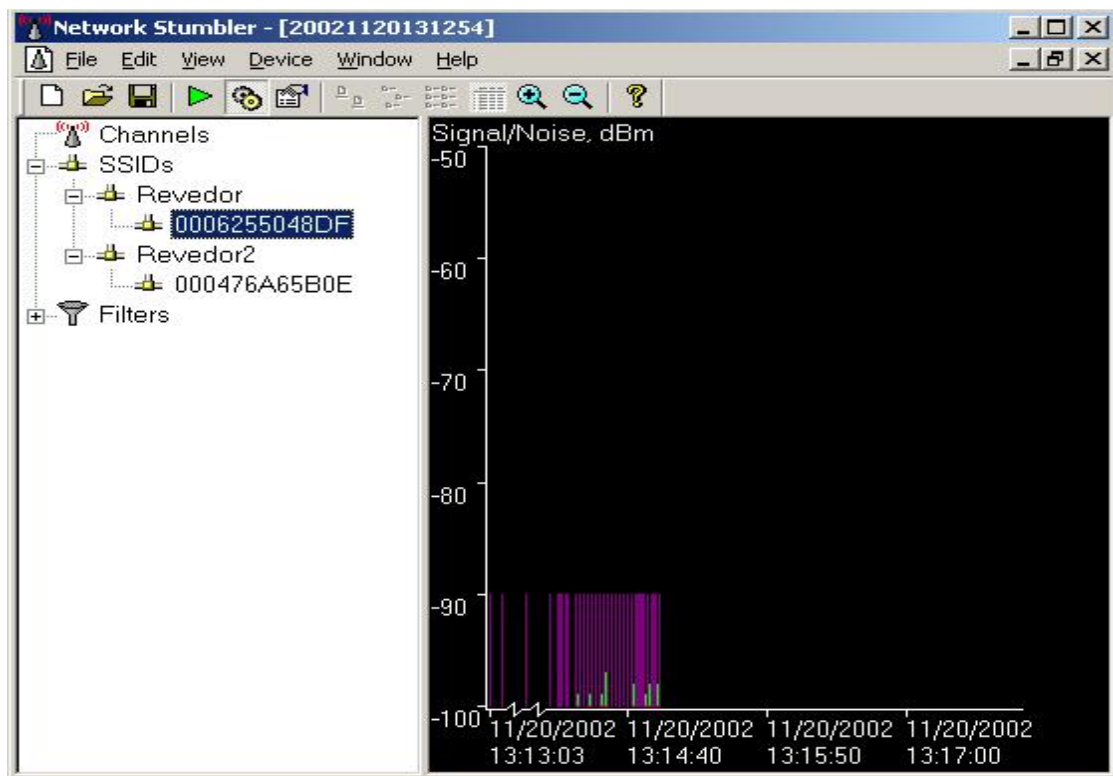 Network Stumbler - [20021120131254]
File Edit View Device Window Help
Channels
SSIDs
Revedor
0006255048DF
Revedor2
000476A65B0E
Filters
Signal/Noise, dBm
-50
-60
-70
-80
-90
-100
11/20/2002 11/20/2002 11/20/2002 11/20/2002
13:13:03 13:14:40 13:15:50 13:17:00